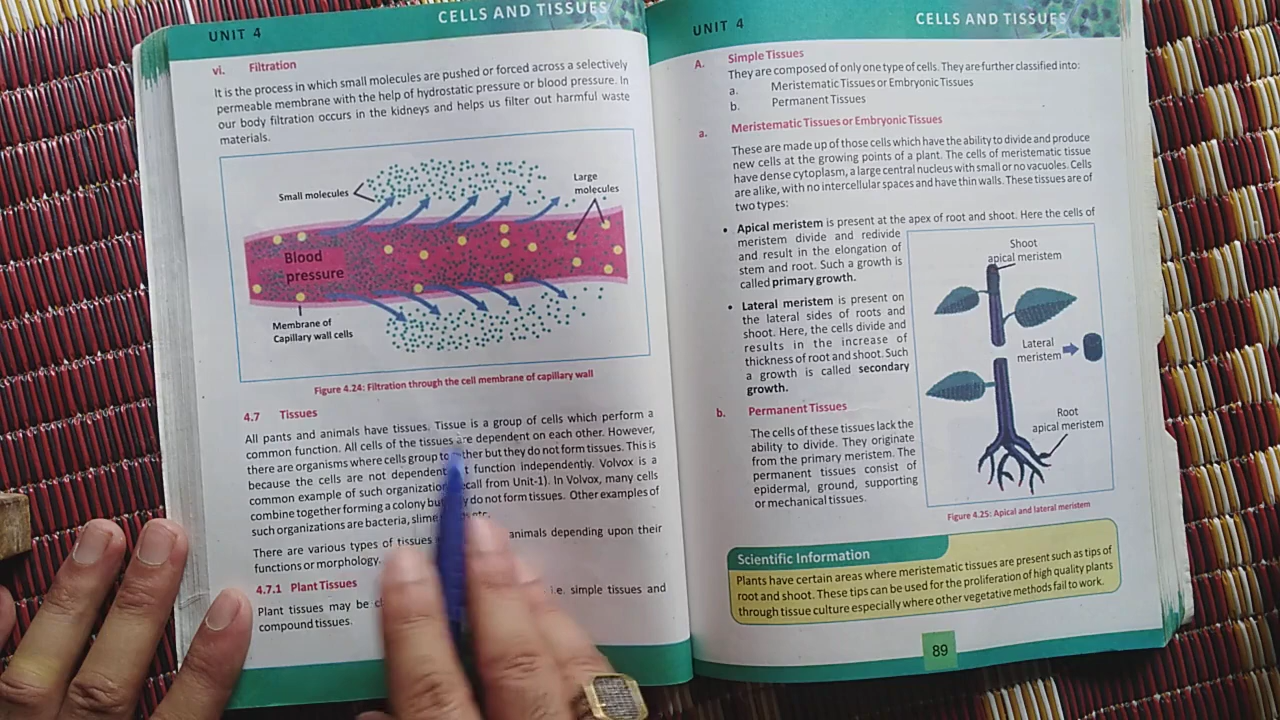 UNIT 4
CELLS AND TISSUES
vi. Filtration
It is the process in which small molecules are pushed or forced across a selectively
permeable membrane with the help of hydrostatic pressure or blood pressure. In
our body filtration occurs in the kidneys and helps us filter out harmful waste
materials.
Small molecules
Large
molecules
Blood
pressure
Membrane of
Capillary wall cells
Figure 4.24: Filtration through the cell membrane of capillary wall
4.7 Tissues
All pants and animals have tissues. Tissue is a group of cells which perform a
common function. All cells of the tissues are dependent on each other. However,
there are organisms where cells group to ther but they do not form tissues. This is
because the cells are not dependent function independently. Volvox is a
common example of such organization ecall from Unit-1). In Volvox, many cells
combine together forming a colony but do not form tissues. Other examples of
such organizations are bacteria, slime etc.
There are various types of tissues animals depending upon their
functions or morphology.
4.7.1 Plant Tissues
Plant tissues may be i.e. simple tissues and
compound tissues.
UNIT 4
CELLS AND TISSUES
A. Simple Tissues
They are composed of only one type of cells. They are further classified into:
a. Meristematic Tissues or Embryonic Tissues
b. Permanent Tissues
a. Meristematic Tissues or Embryonic Tissues
These are made up of those cells which have the ability to divide and produce
new cells at the growing points of a plant. The cells of meristematic tissue
have dense cytoplasm, a large central nucleus with small or no vacuoles. Cells
are alike, with no intercellular spaces and have thin walls. These tissues are of
two types:
• Apical meristem is present at the apex of root and shoot. Here the cells of
meristem divide and redivide
and result in the elongation of
stem and root. Such a growth is
called primary growth.
• Lateral meristem is present on
the lateral sides of roots and
shoot. Here, the cells divide and
results in the increase of
thickness of root and shoot. Such
a growth is called secondary
growth.
b. Permanent Tissues
The cells of these tissues lack the
ability to divide. They originate
from the primary meristem. The
permanent tissues consist of
epidermal, ground, supporting
or mechanical tissues.
Shoot
apical meristem
Lateral
meristem
Root
apical meristem
Figure 4.25: Apical and lateral meristem
Scientific Information
Plants have certain areas where meristematic tissues are present such as tips of
root and shoot. These tips can be used for the proliferation of high quality plants
through tissue culture especially where other vegetative methods fail to work.
89